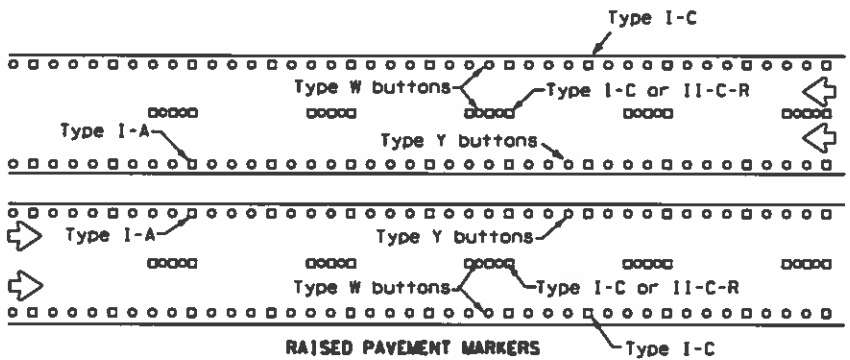 Type I-C
Type W buttons
Type I-C or II-C-R
Type I-A
Type Y buttons
Type I-A
Type Y buttons
Type W buttons
Type I-C or II-C-R
Type I-C
RAISED PAVEMENT MARKERS